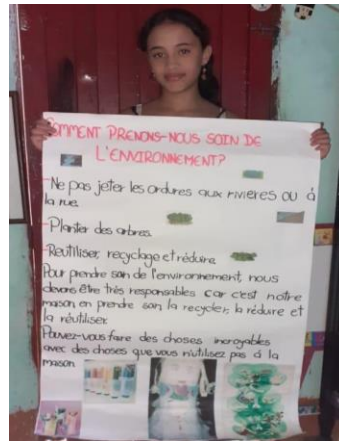 COMMENT PRENONS-NOUS SOIN DE
L'ENVIRONNEMENT?
-Ne pas jeter les ordures aux rivières ou à
la rue.
-Planter des arbres.
-Reutiliser, recyclage et réduire
Pour prendre soin de l'environnement, nous
devons être très responsables car c'est nôtre
maison en prendre soin, la recycler, la réduire et
la réutiliser.
Pouvez-vous faire des choses incroyables
avec des choses que vous n'utilisez pas á la
maison